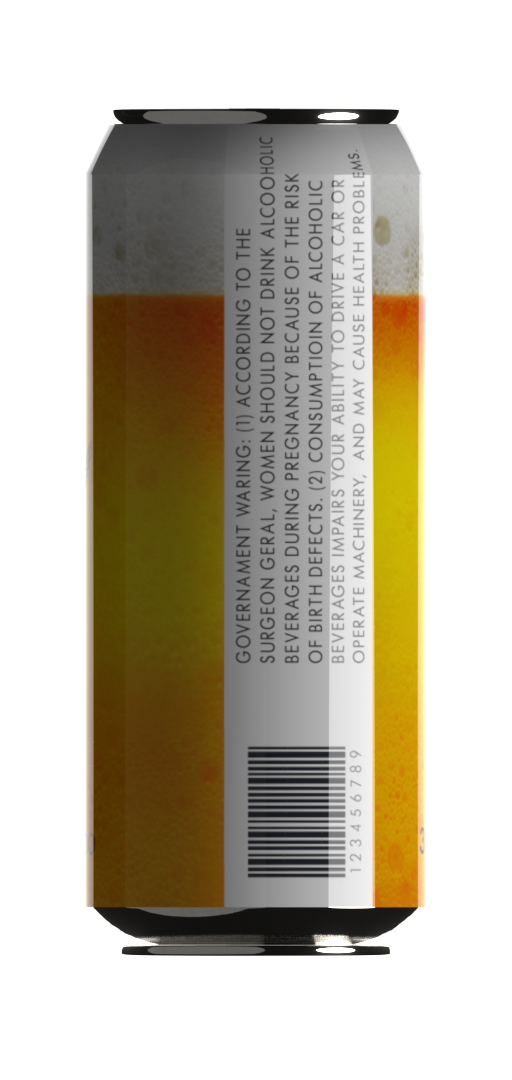 GOVERNAMENT WARING: (1) ACCORDING TO THE
SURGEON GERAL, WOMEN SHOULD NOT DRINK ALCOOHOLIC
BEVERAGES DURING PREGNANCY BECAUSE OF THE RISK
OF BIRTH DEFECTS. (2) CONSUMPTIOIN OF ALCOHOLIC
BEVERAGES IMPAIRS YOUR ABILITY TO DRIVE A CAR OR
OPERATE MACHINERY, AND MAY CAUSE HEALTH PROBLEMS.
123456789